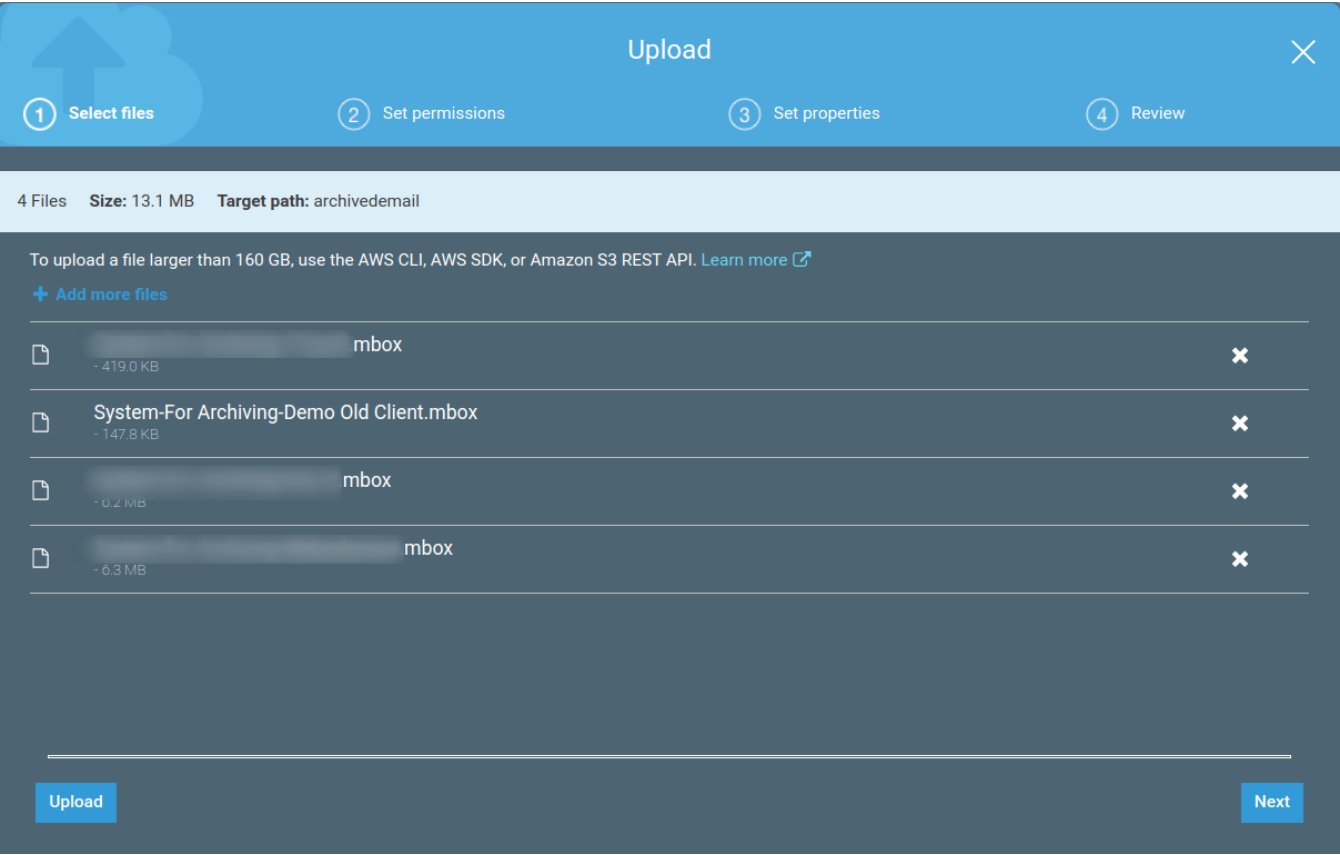 Upload
1 Select files
2 Set permissions
3 Set properties
4 Review
4 Files Size: 13.1 MB Target path: archivedemail
To upload a file larger than 160 GB, use the AWS CLI, AWS SDK, or Amazon S3 REST API. Learn more
Add more files
.mbox
- 419.0 KB
System-For Archiving-Demo Old Client.mbox
- 147.8 KB
mbox
- 6.2 MB
.mbox
- 6.3 MB
Upload
Next